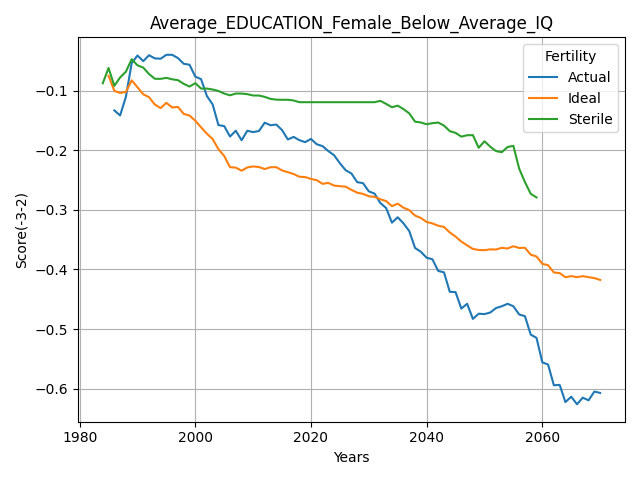 Average_EDUCATION_Female_Below_Average_IQ
Fertility
Actual
Ideal
Sterile
Score(-3-2)
−0.1
−0.2
−0.3
−0.4
−0.5
−0.6
1980
2000
2020
2040
2060
Years